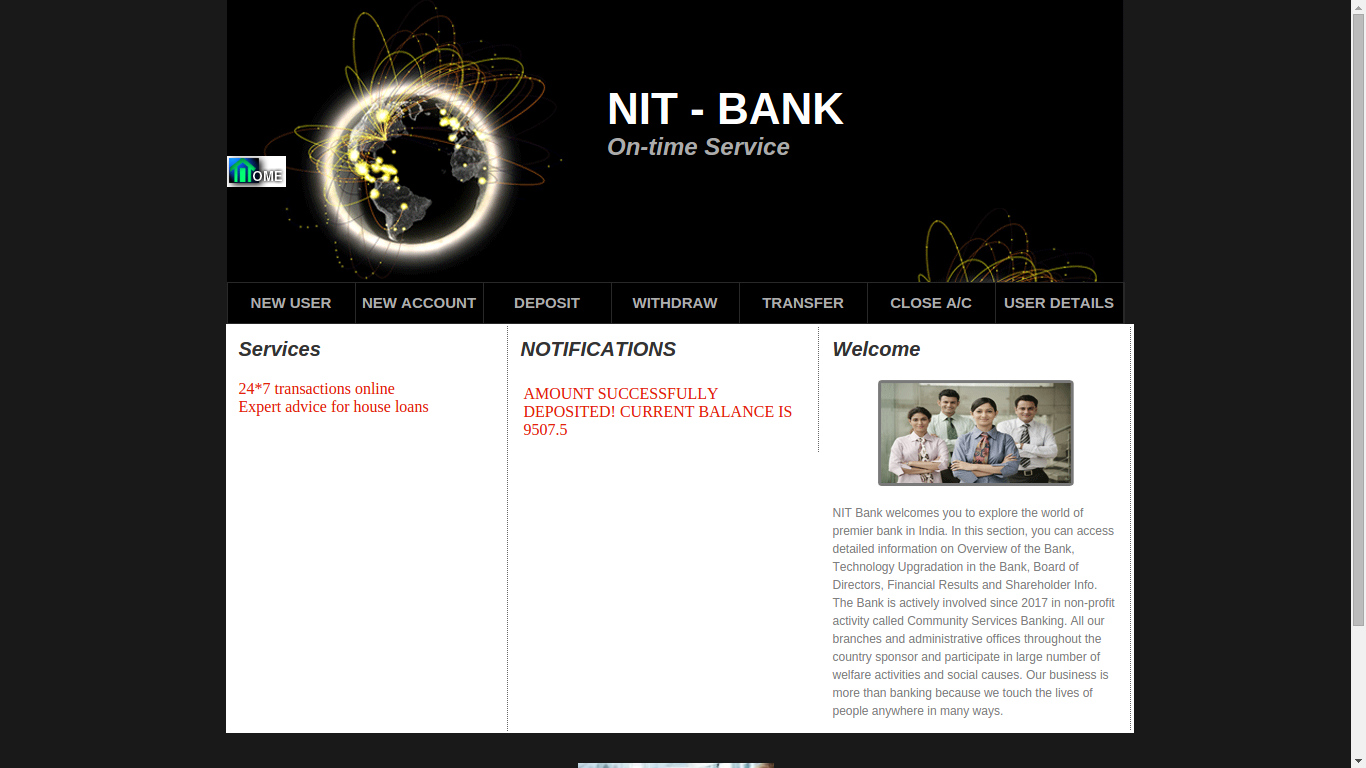 NIT - BANK
On-time Service
HOME
NEW USER NEW ACCOUNT DEPOSIT WITHDRAW TRANSFER CLOSE A/C USER DETAILS
Services
24*7 transactions online
Expert advice for house loans
NOTIFICATIONS
AMOUNT SUCCESSFULLY
DEPOSITED! CURRENT BALANCE IS
9507.5
Welcome
NIT Bank welcomes you to explore the world of
premier bank in India. In this section, you can access
detailed information on Overview of the Bank,
Technology Upgradation in the Bank, Board of
Directors, Financial Results and Shareholder Info.
The Bank is actively involved since 2017 in non-profit
activity called Community Services Banking. All our
branches and administrative offices throughout the
country sponsor and participate in large number of
welfare activities and social causes. Our business is
more than banking because we touch the lives of
people anywhere in many ways.